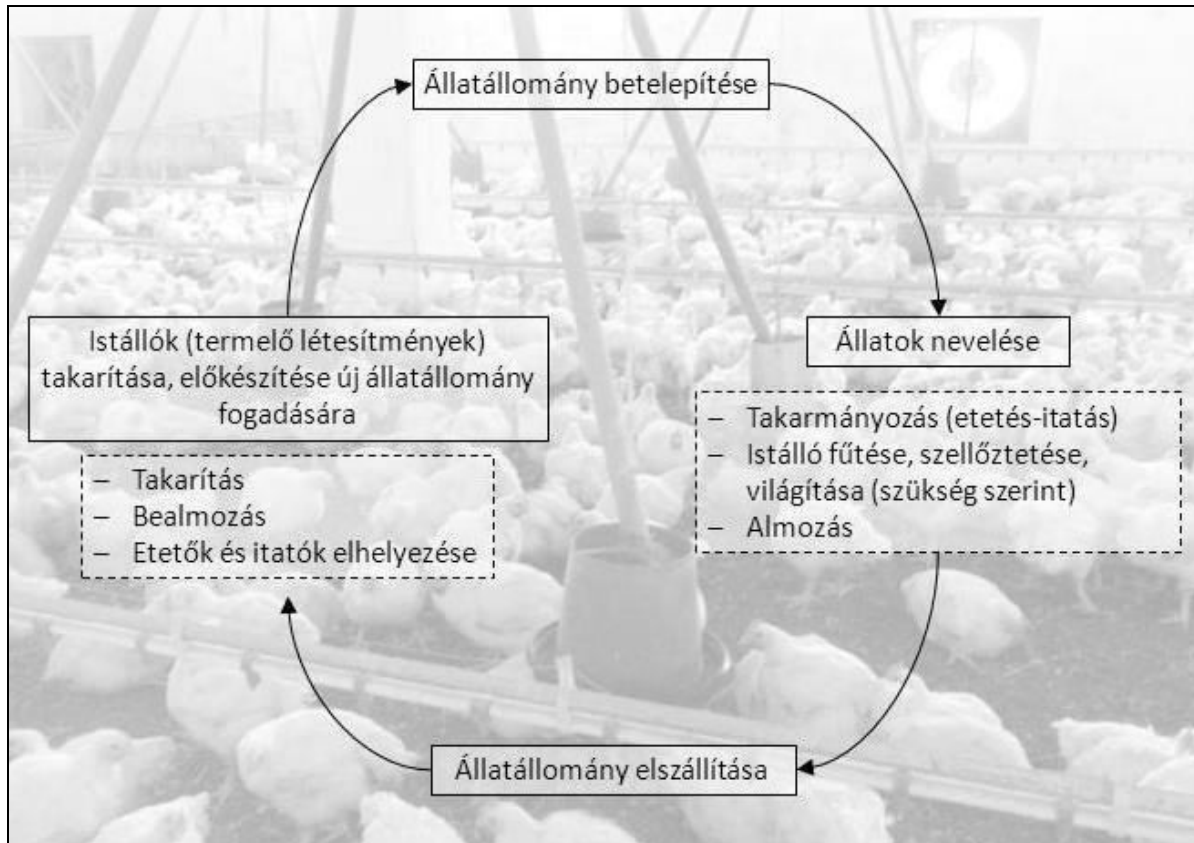 Állatállomány betelepítése
Állatok nevelése
– Takarmányozás (etetés-itatás)
– Istálló fűtése, szellőztetése,
világítása (szükség szerint)
– Almozás
Állatállomány elszállítása
Istállók (termelő létesítmények)
takarítása, előkészítése új állatállomány
fogadására
– Takarítás
– Bealmozás
– Etetők és itatók elhelyezése